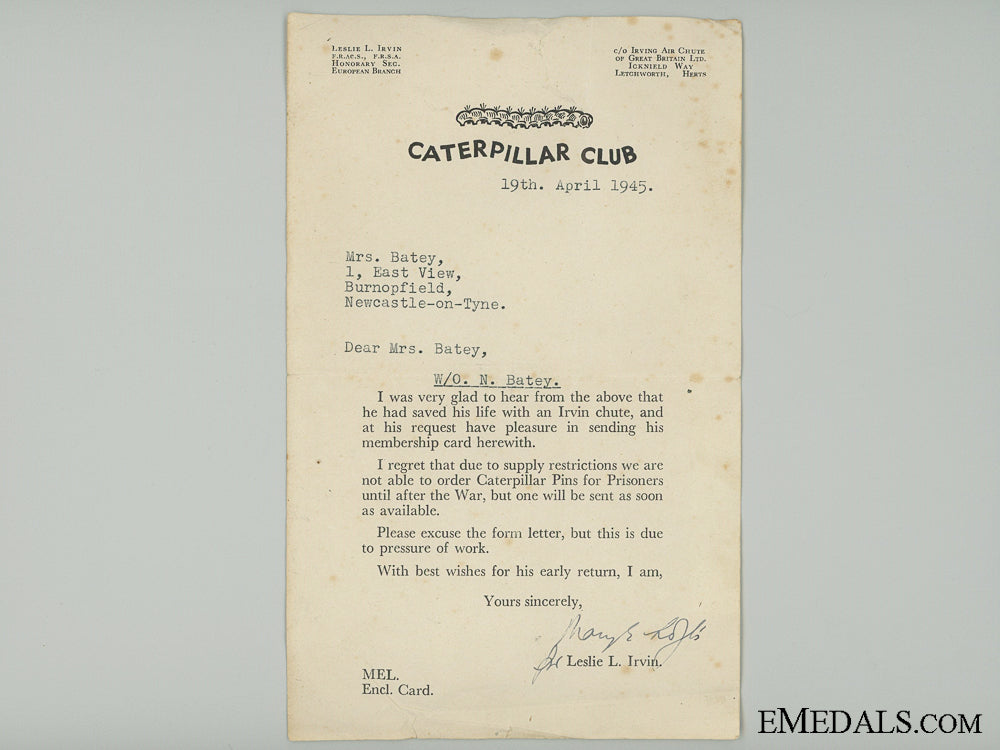 LESLIE L. IRVIN
F.R.AC.S., F.R.S.A.
HONORARY SEC.
EUROPEAN BRANCH
c/o IRVING AIR CHUTE
OF GREAT BRITAIN LTD.
ICKNIELD WAY
LETCHWORTH, HERTS
CATERPILLAR CLUB
19th. April 1945.
Mrs. Batey,
1, East View,
Burnopfield,
Newcastle-on-Tyne.
Dear Mrs. Batey,
W/O. N. Batey.
I was very glad to hear from the above that
he had saved his life with an Irvin chute, and
at his request have pleasure in sending his
membership card herewith.
I regret that due to supply restrictions we are
not able to order Caterpillar Pins for Prisoners
until after the War, but one will be sent as soon
as available.
Please excuse the form letter, but this is due
to pressure of work.
With best wishes for his early return, I am,
Yours sincerely,
Leslie L. Irvin.
MEL.
Encl. Card.
EMEDALS.COM